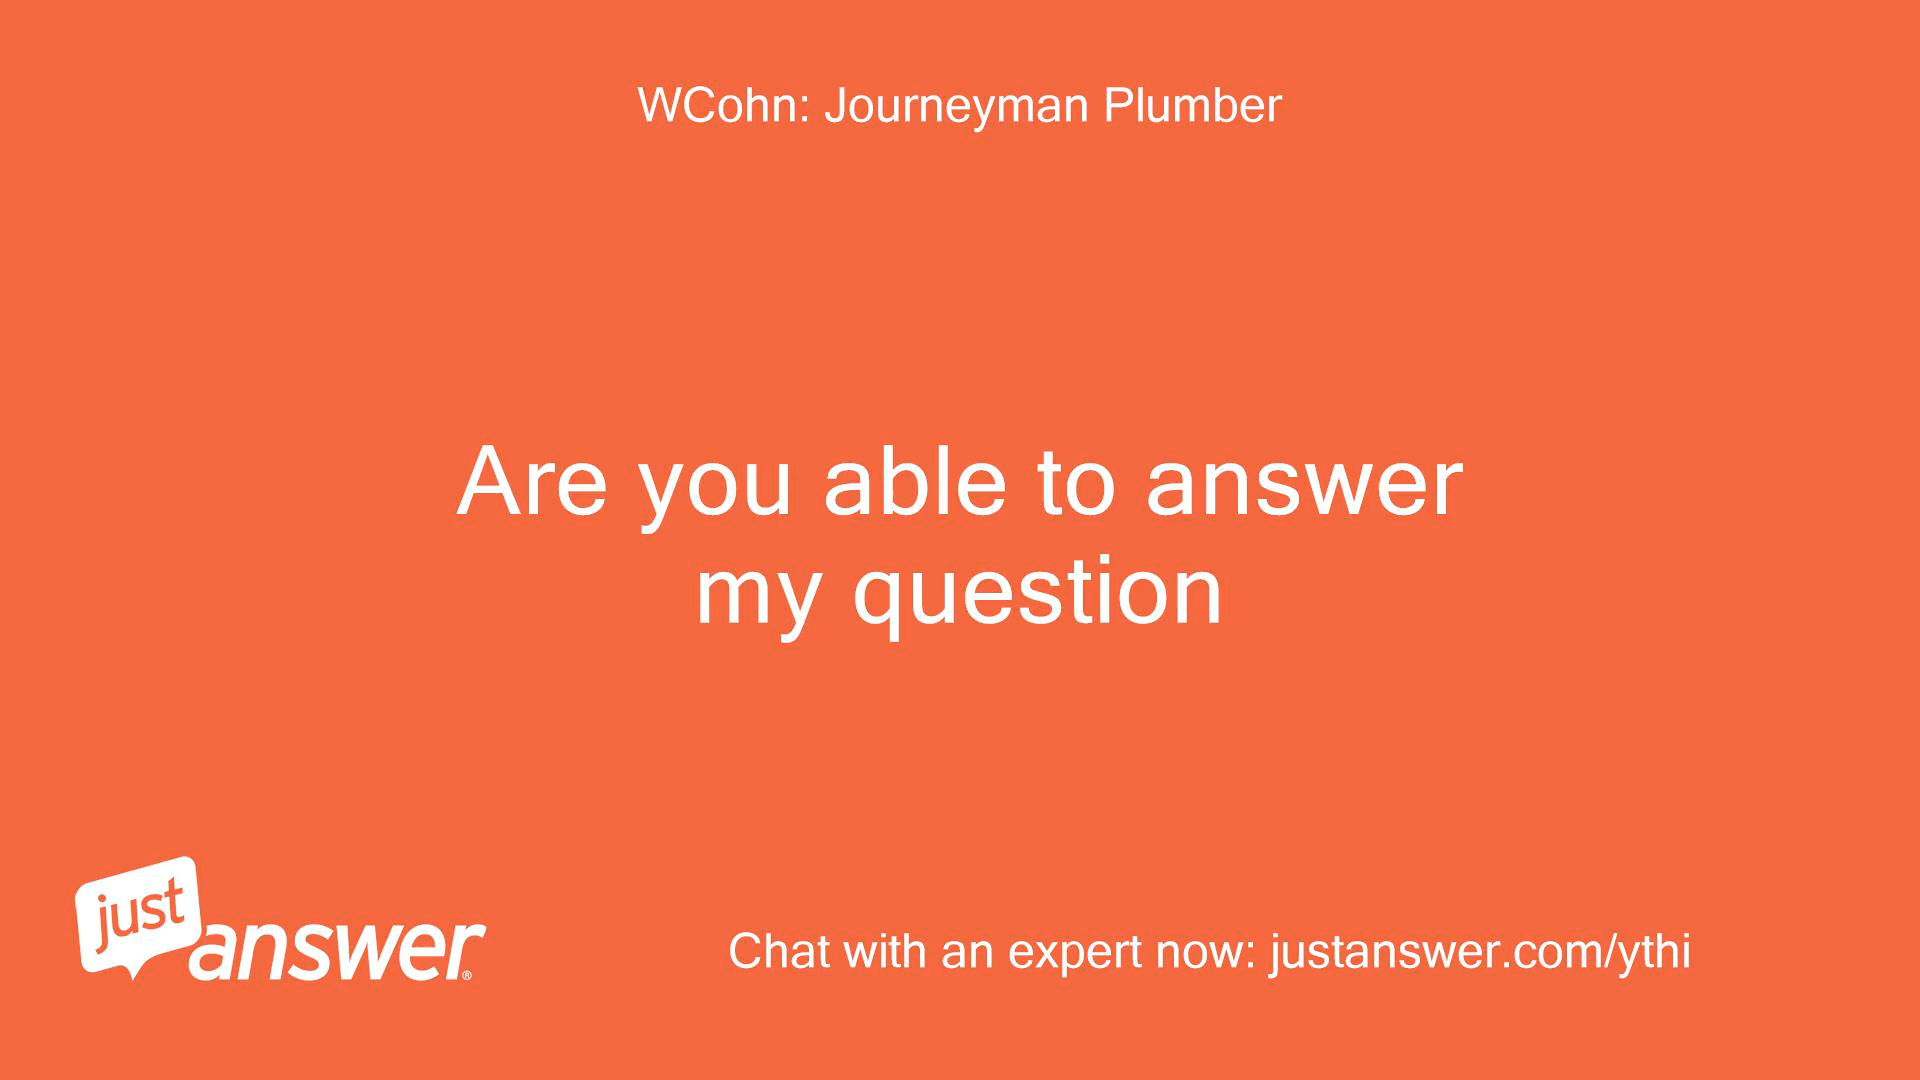 WCohn: Journeyman Plumber
Are you able to answer
my question
just
answer®
Chat with an expert now: justanswer.com/ythi